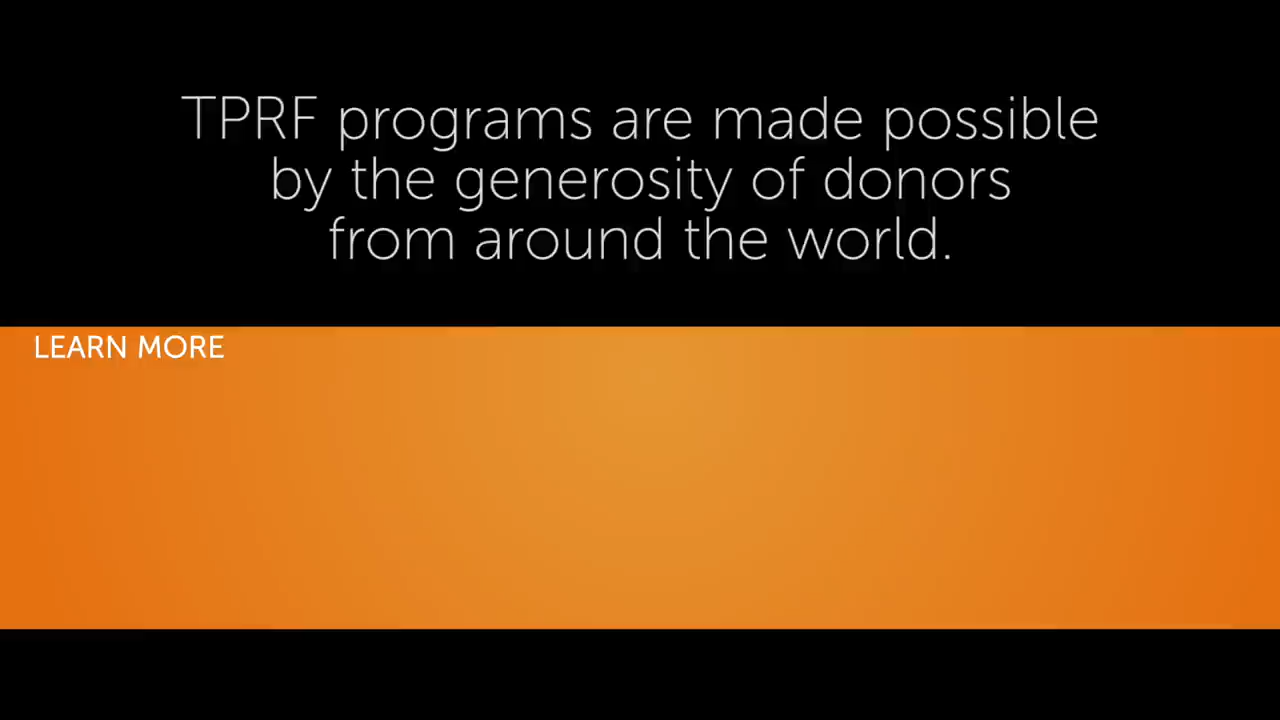 TPRF programs are made possible
by the generosity of donors
from around the world.
LEARN MORE